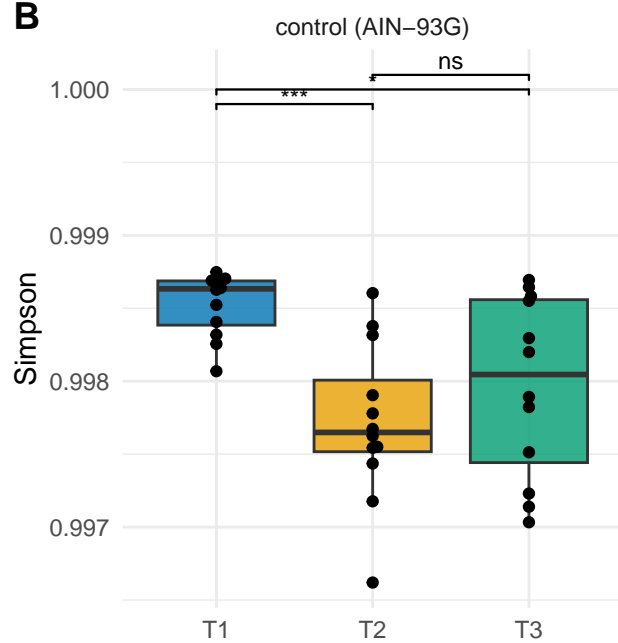 B
control (AIN−93G)
ns
*
***
1.000
0.999
0.998
0.997
Simpson
T1
T2
T3